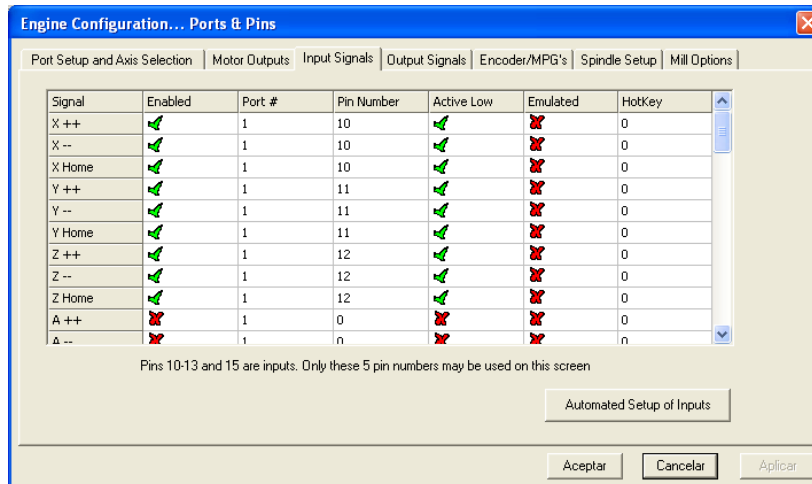 Engine Configuration... Ports & Pins
Port Setup and Axis Selection Motor Outputs Input Signals Output Signals Encoder/MPG's Spindle Setup Mill Options
Signal Enabled Port # Pin Number Active Low Emulated HotKey
X ++ 1 10 0
X -- 1 10 0
X Home 1 10 0
Y ++ 1 11 0
Y -- 1 11 0
Y Home 1 11 0
Z ++ 1 12 0
Z -- 1 12 0
Z Home 1 12 0
A ++ 1 0 0
A -- 1 0 0
Pins 10-13 and 15 are inputs. Only these 5 pin numbers may be used on this screen
Automated Setup of Inputs
Aceptar Cancelar Aplicar